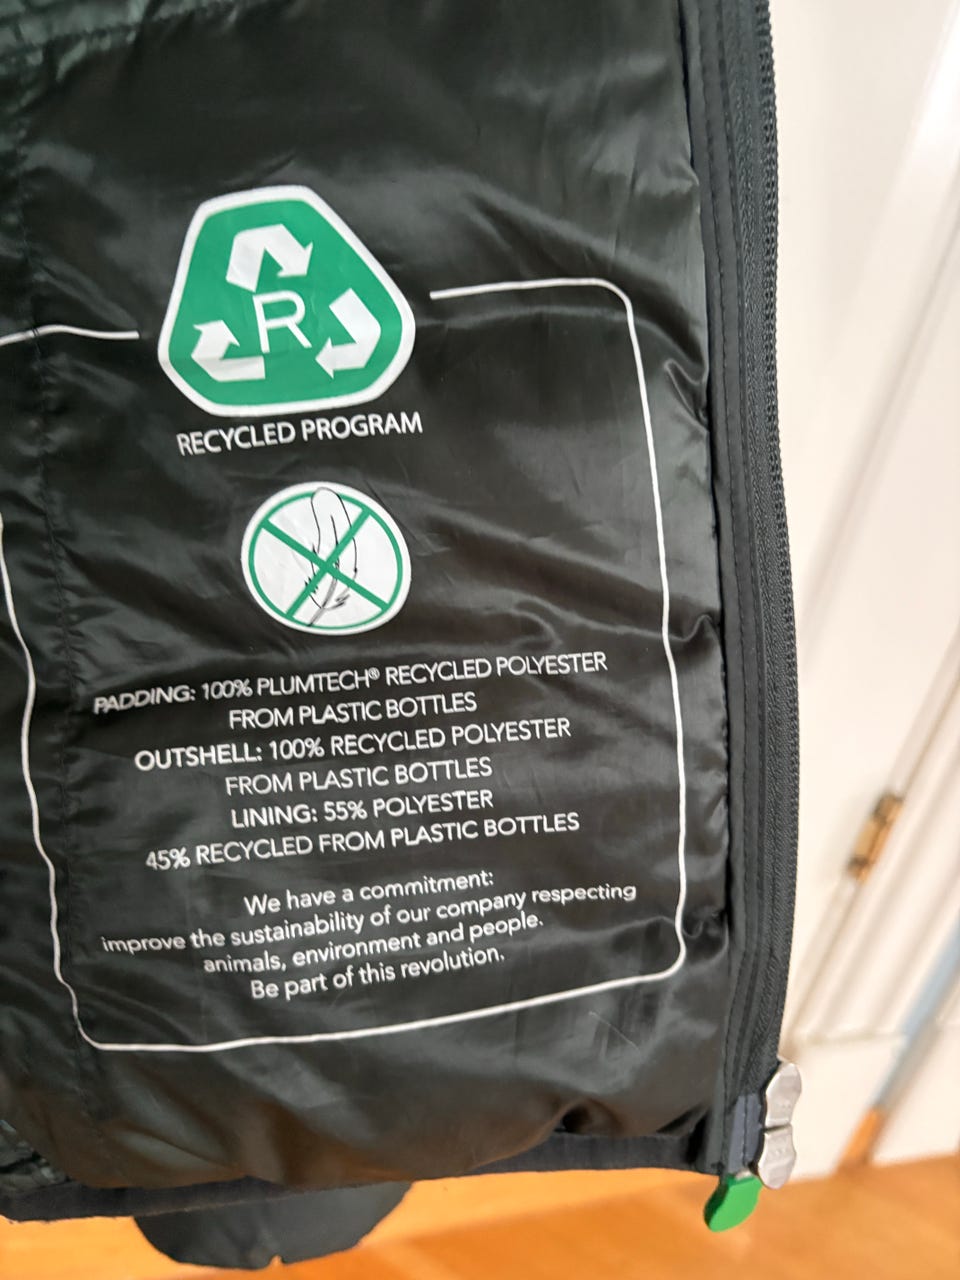 R
RECYCLED PROGRAM
PADDING: 100% PLUMTECH® RECYCLED POLYESTER
FROM PLASTIC BOTTLES
OUTSHELL: 100% RECYCLED POLYESTER
FROM PLASTIC BOTTLES
LINING: 55% POLYESTER
45% RECYCLED FROM PLASTIC BOTTLES
We have a commitment:
improve the sustainability of our company respecting
animals, environment and people.
Be part of this revolution.